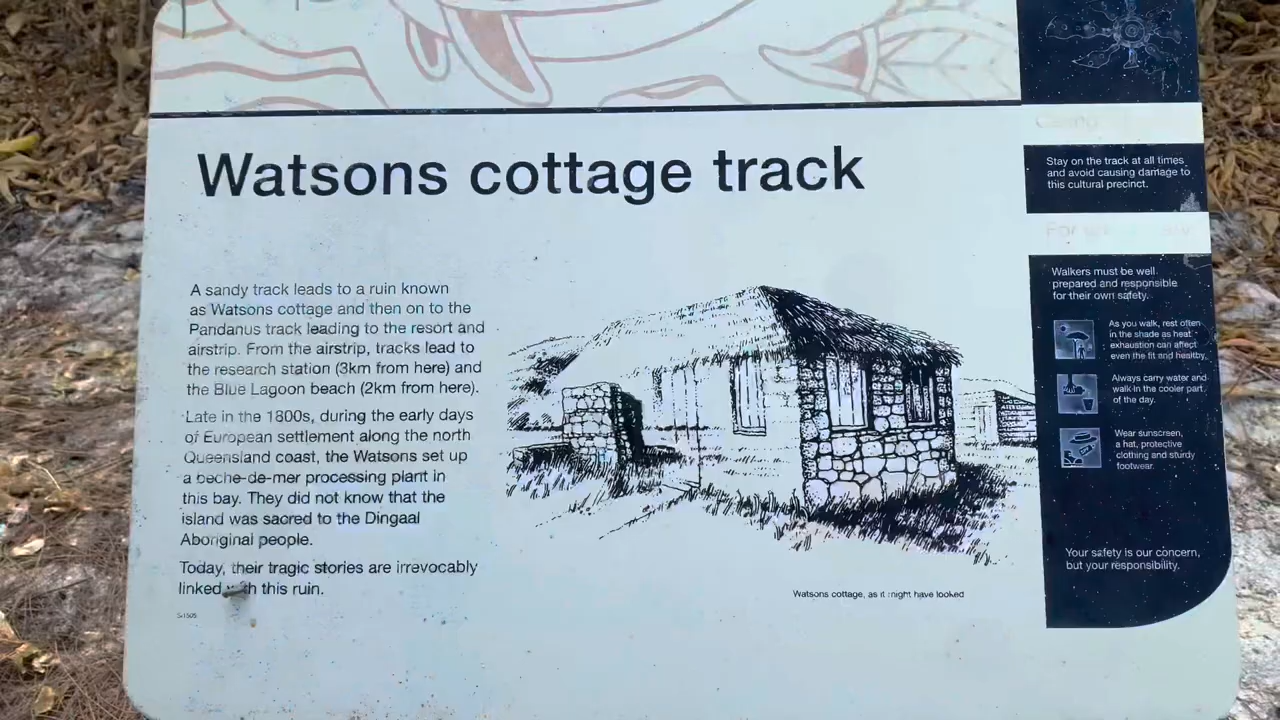 Watsons cottage track
A sandy track leads to a ruin known
as Watsons cottage and then on to the
Pandanus track leading to the resort and
airstrip. From the airstrip, tracks lead to
the research station (3km from here) and
the Blue Lagoon beach (2km from here).
Late in the 1800s, during the early days
of European settlement along the north
Queensland coast, the Watsons set up
a beche-de-mer processing plant in
this bay. They did not know that the
island was sacred to the Dingaal
Aboriginal people.
Today, their tragic stories are irrevocably
linked with this ruin.
Watsons cottage, as it might have looked
Stay on the track at all times
and avoid causing damage to
this cultural precinct.
Walkers must be well
prepared and responsible
for their own safety.
As you walk, rest often
in the shade as heat
exhaustion can affect
even the fit and healthy.
Always carry water and
walk in the cooler part
of the day.
Wear sunscreen,
a hat, protective
clothing and sturdy
footwear.
Your safety is our concern,
but your responsibility.